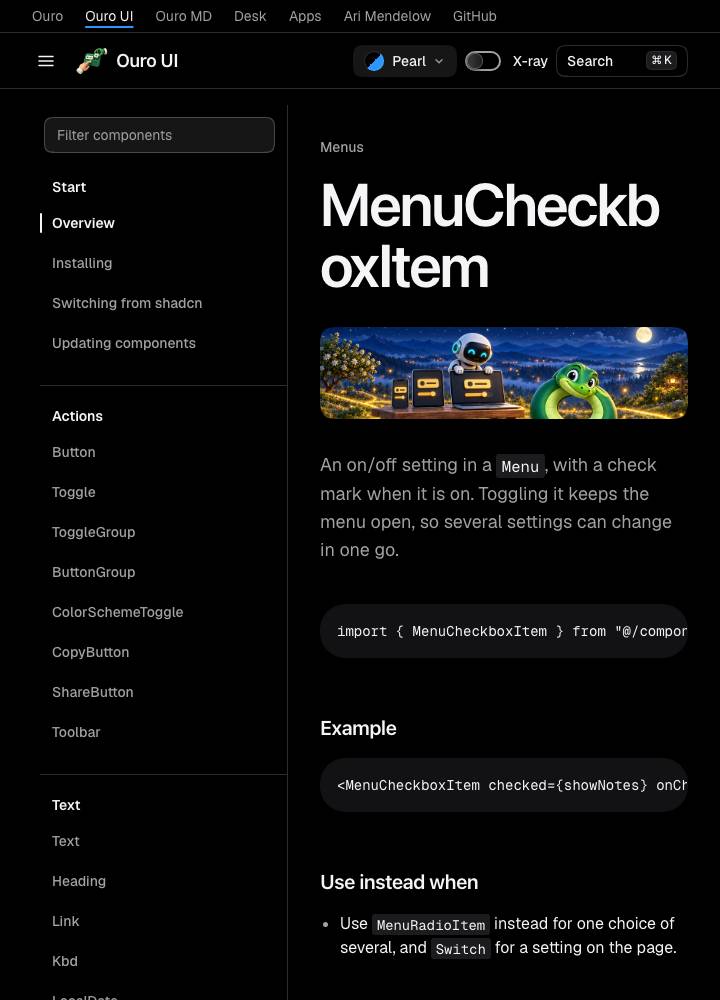 Ouro Ouro UI Ouro MD Desk Apps Ari Mendelow GitHub
Ouro UI Pearl X-ray Search ⌘ K
Filter components
Start
Overview
Installing
Switching from shadcn
Updating components
Actions
Button
Toggle
ToggleGroup
ButtonGroup
ColorSchemeToggle
CopyButton
ShareButton
Toolbar
Text
Text
Heading
Link
Kbd
LocalDate
Menus
MenuCheckb
oxItem
An on/off setting in a Menu, with a check
mark when it is on. Toggling it keeps the
menu open, so several settings can change
in one go.
import { MenuCheckboxItem } from "@/compor
Example
<MenuCheckboxItem checked={showNotes} onCh
Use instead when
• Use MenuRadioItem instead for one choice of
several, and Switch for a setting on the page.